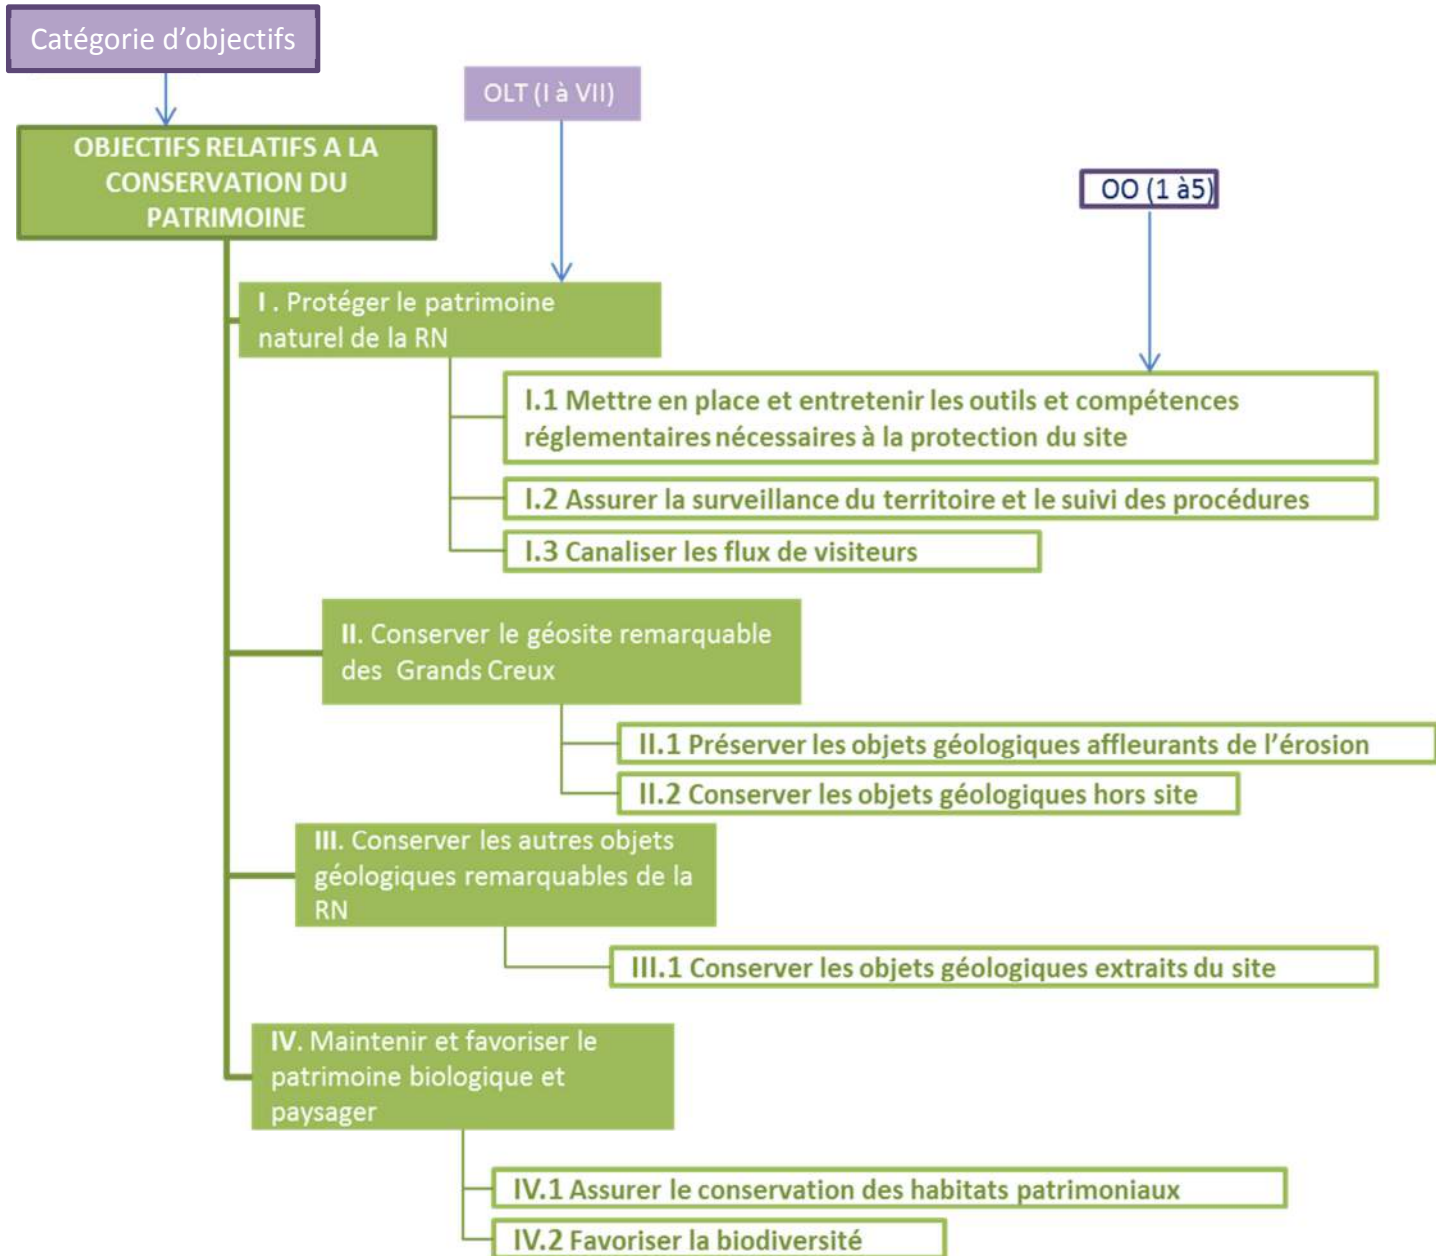 Catégorie d’objectifs
OLT (I à VII)
OBJECTIFS RELATIFS A LA
CONSERVATION DU
PATRIMOINE
OO (1 à5)
I . Protéger le patrimoine
naturel de la RN
I.1 Mettre en place et entretenir les outils et compétences
réglementaires nécessaires à la protection du site
I.2 Assurer la surveillance du territoire et le suivi des procédures
I.3 Canaliser les flux de visiteurs
II. Conserver le géosite remarquable
des Grands Creux
II.1 Préserver les objets géologiques affleurants de l’érosion
II.2 Conserver les objets géologiques hors site
III. Conserver les autres objets
géologiques remarquables de la
RN
III.1 Conserver les objets géologiques extraits du site
IV. Maintenir et favoriser le
patrimoine biologique et
paysager
IV.1 Assurer le conservation des habitats patrimoniaux
IV.2 Favoriser la biodiversité